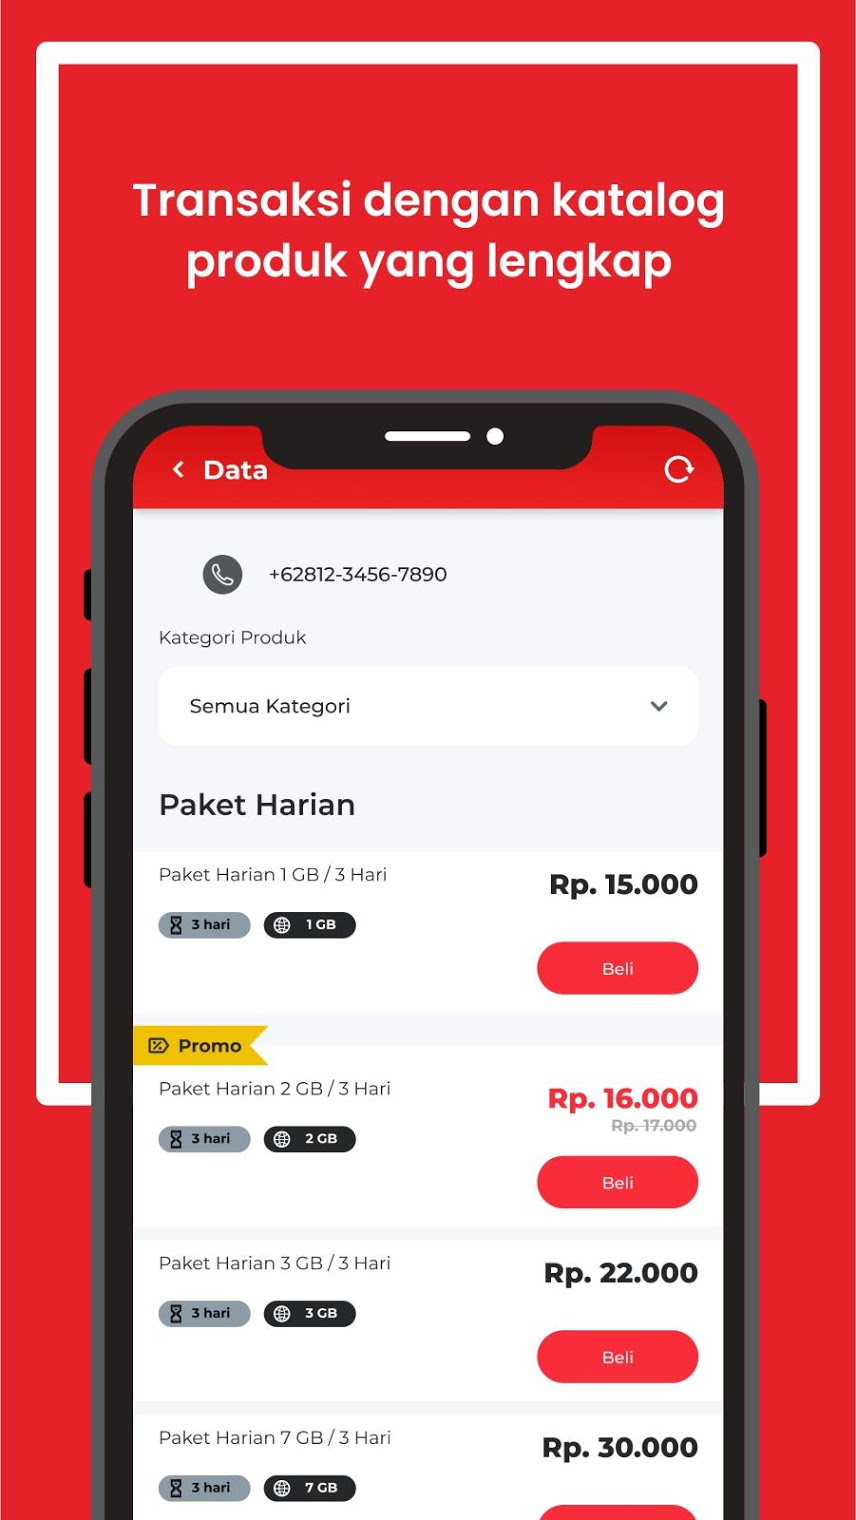 Transaksi dengan katalog
produk yang lengkap
Data
+62812-3456-7890
Kategori Produk
Semua Kategori
Paket Harian
Paket Harian 1 GB / 3 Hari
Rp. 15.000
3 hari
1 GB
Beli
Promo
Paket Harian 2 GB / 3 Hari
Rp. 16.000
Rp. 17.000
3 hari
2 GB
Beli
Paket Harian 3 GB / 3 Hari
Rp. 22.000
3 hari
3 GB
Beli
Paket Harian 7 GB / 3 Hari
Rp. 30.000
3 hari
7 GB